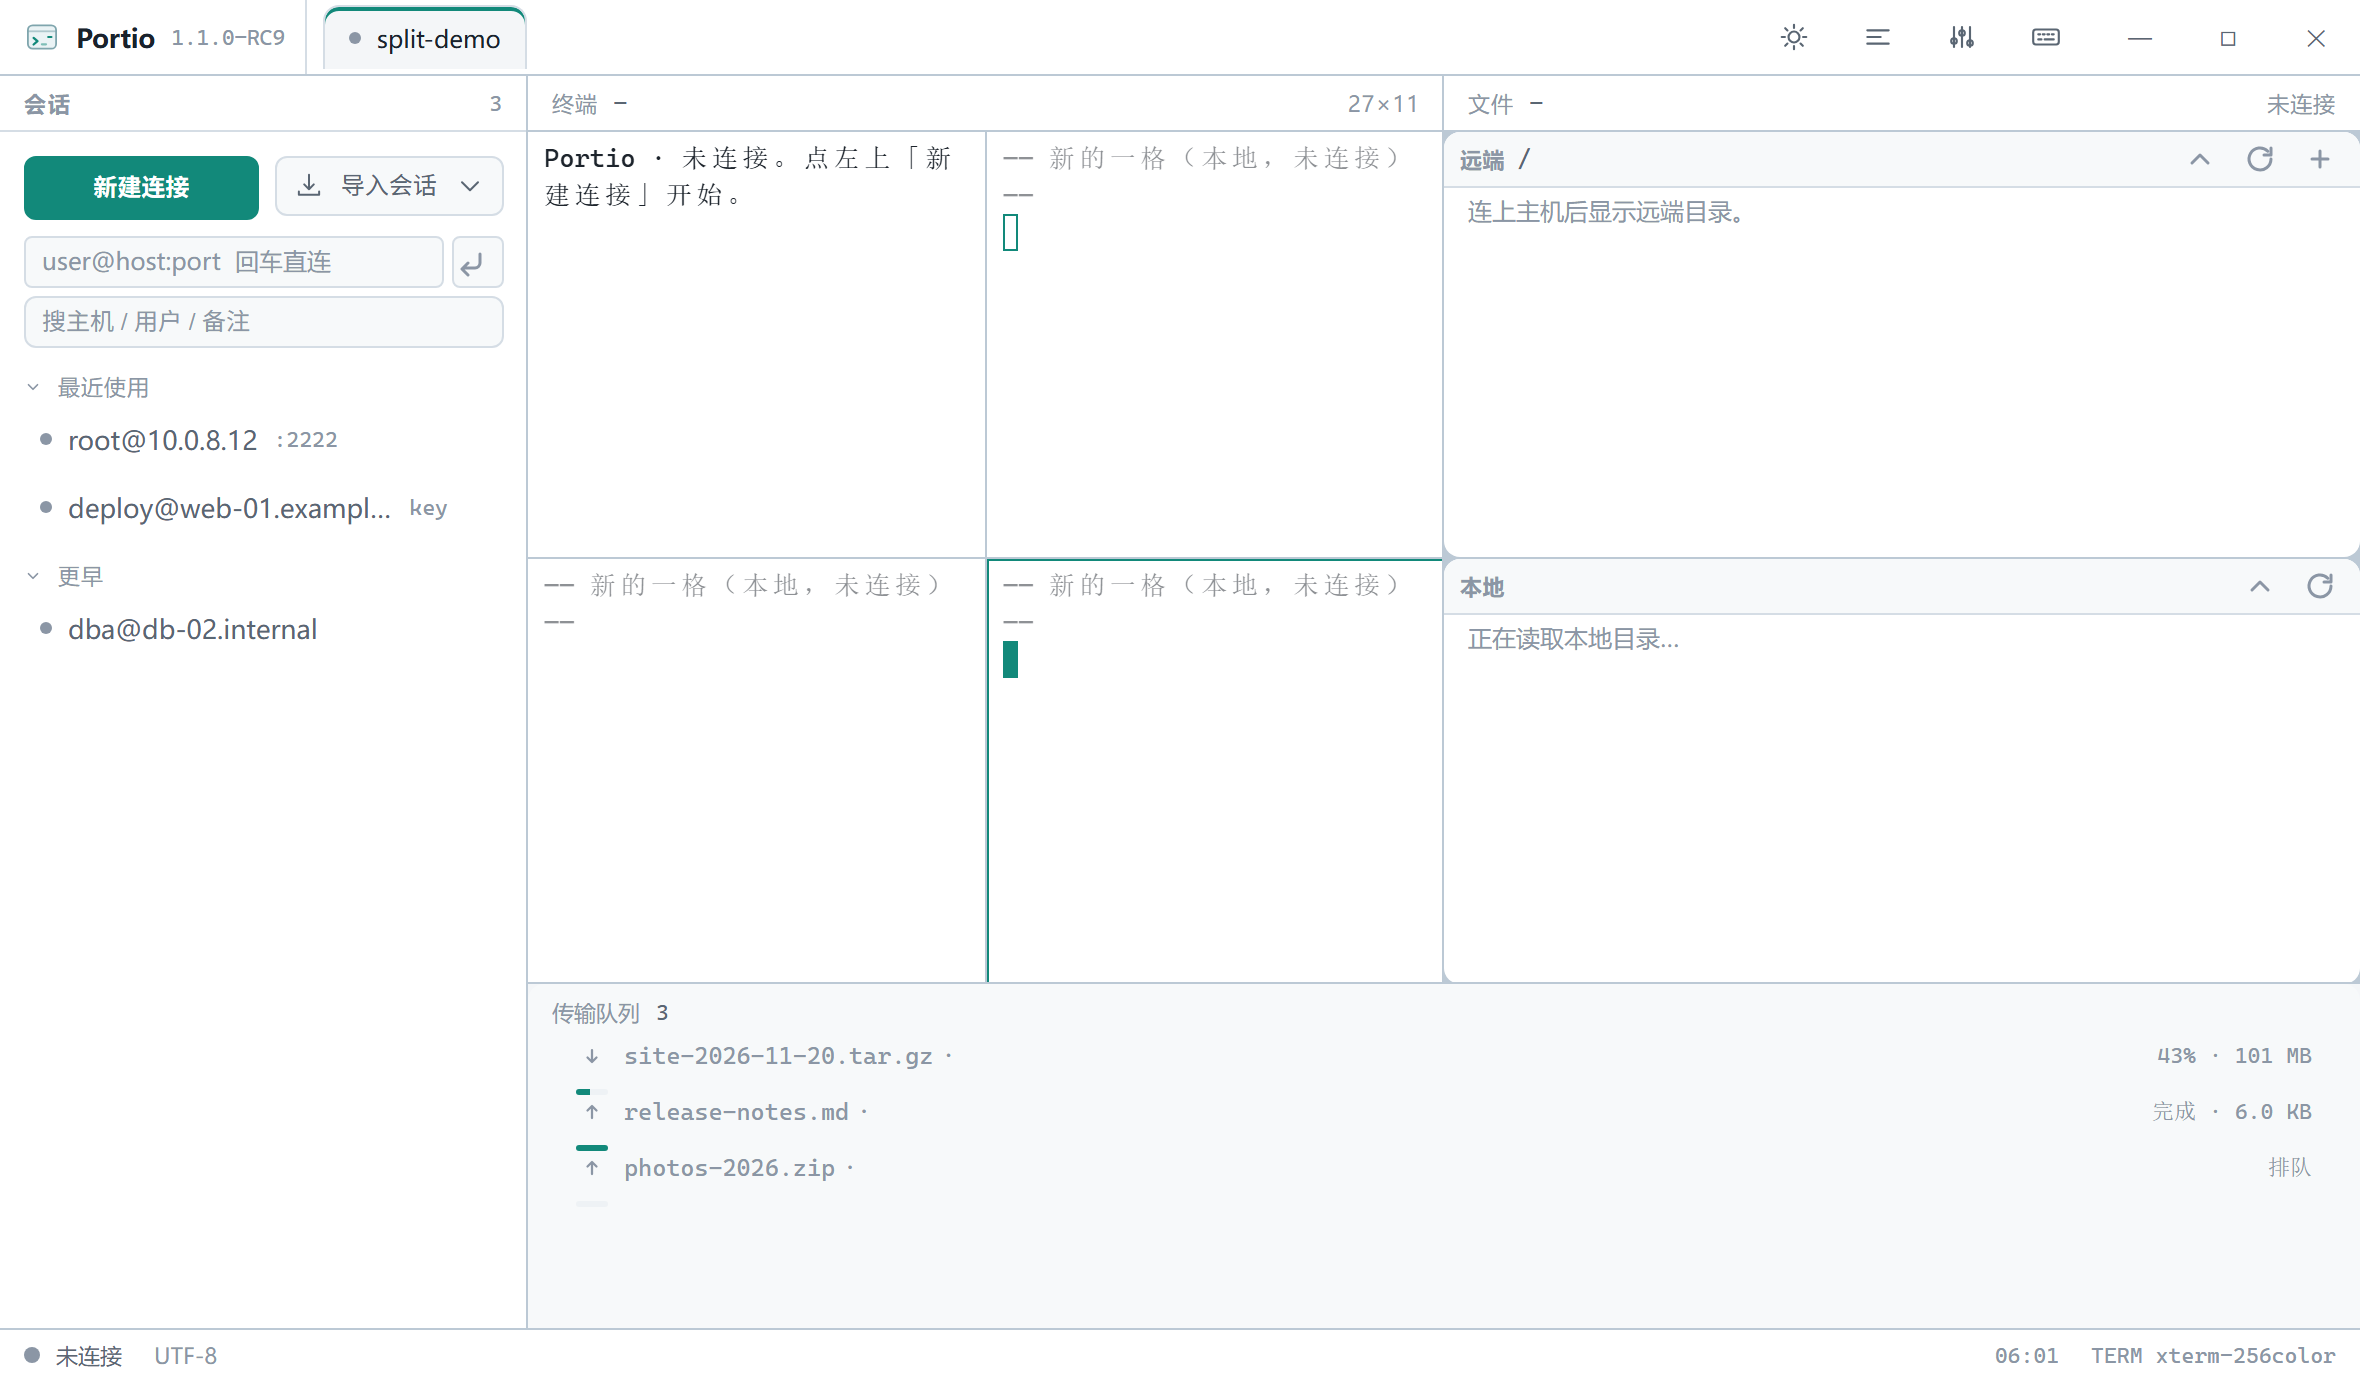 Portio 1.1.0-RC9
split-demo
会话 3
新建连接
导入会话
user@host:port 回车直连
搜主机 / 用户 / 备注
最近使用
root@10.0.8.12 :2222
deploy@web-01.exampl... key
更早
dba@db-02.internal
终端 —
27×11
Portio · 未连接。点左上「新
建连接」开始。
—— 新的一格（本地，未连接）
——
—— 新的一格（本地，未连接）
——
—— 新的一格（本地，未连接）
——
文件 —
未连接
远端 /
连上主机后显示远端目录。
本地
正在读取本地目录...
传输队列 3
↓ site-2026-11-20.tar.gz · 43% · 101 MB
↑ release-notes.md · 完成 · 6.0 KB
↑ photos-2026.zip · 排队
未连接 UTF-8
06:01 TERM xterm-256color